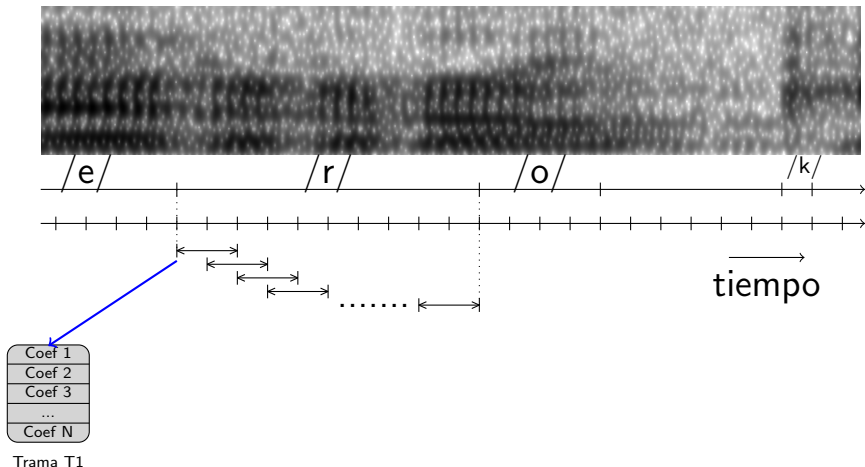 /e/ /r/ /o/ /k/
tiempo
.......
Coef 1
Coef 2
Coef 3
...
Coef N
Trama T1